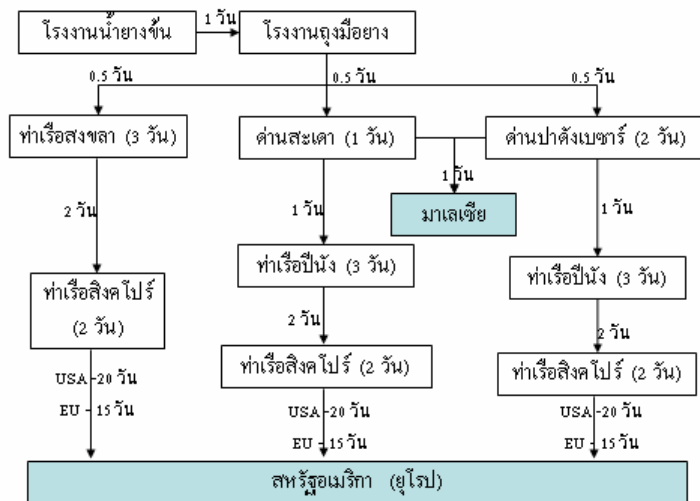 โรงงานน้ำยางข้น
1 วัน
โรงงานถุงมือยาง
0.5 วัน
0.5 วัน
0.5 วัน
ท่าเรือสงขลา (3 วัน)
ด่านสะเดา (1 วัน)
ด่านปาดังเบซาร์ (2 วัน)
1 วัน
2 วัน
1 วัน
มาเลเซีย
1 วัน
ท่าเรือปีนัง (3 วัน)
ท่าเรือปีนัง (3 วัน)
ท่าเรือสิงคโปร์
(2 วัน)
2 วัน
2 วัน
ท่าเรือสิงคโปร์ (2 วัน)
ท่าเรือสิงคโปร์ (2 วัน)
USA -20 วัน
EU - 15 วัน
USA -20 วัน
EU - 15 วัน
USA -20 วัน
EU - 15 วัน
สหรัฐอเมริกา (ยุโรป)